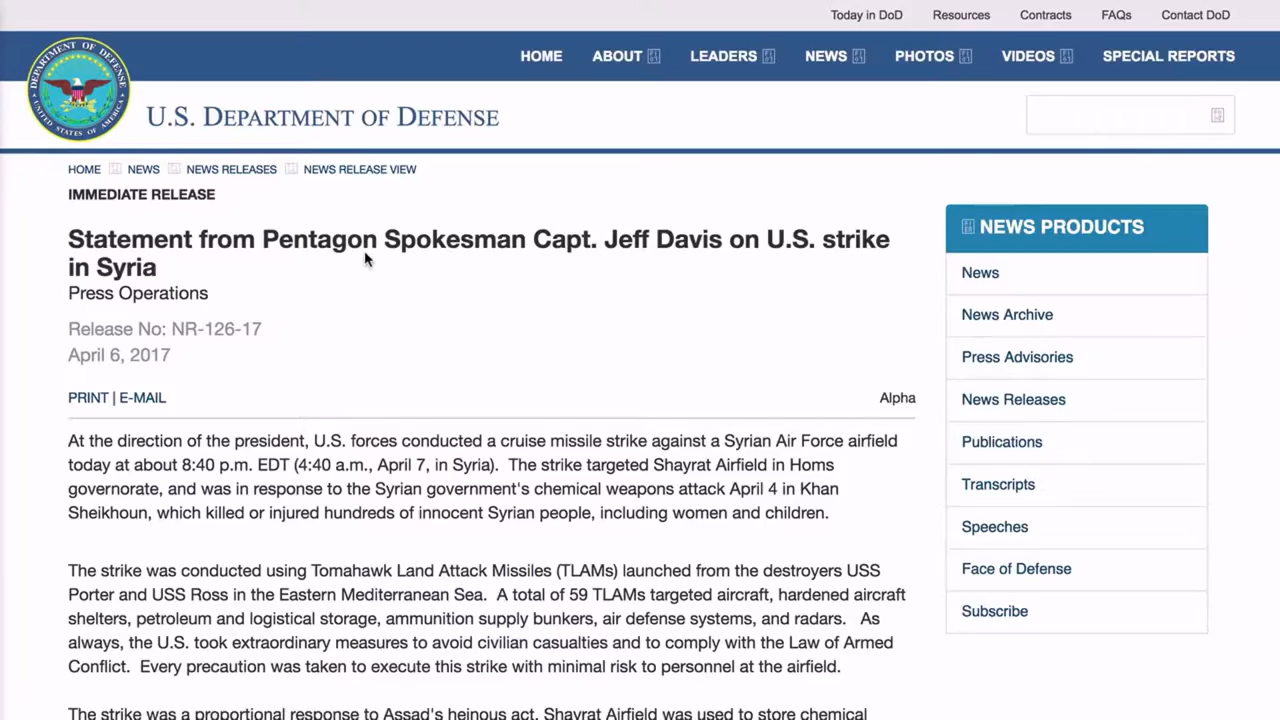 Today in DoD Resources Contracts FAQs Contact DoD
HOME ABOUT LEADERS NEWS PHOTOS VIDEOS SPECIAL REPORTS
DEPARTMENT OF DEFENSE
UNITED STATES OF AMERICA
U.S. DEPARTMENT OF DEFENSE
HOME NEWS NEWS RELEASES NEWS RELEASE VIEW
IMMEDIATE RELEASE
Statement from Pentagon Spokesman Capt. Jeff Davis on U.S. strike
in Syria
Press Operations
Release No: NR-126-17
April 6, 2017
PRINT | E-MAIL
Alpha
At the direction of the president, U.S. forces conducted a cruise missile strike against a Syrian Air Force airfield
today at about 8:40 p.m. EDT (4:40 a.m., April 7, in Syria).  The strike targeted Shayrat Airfield in Homs
governorate, and was in response to the Syrian government's chemical weapons attack April 4 in Khan
Sheikhoun, which killed or injured hundreds of innocent Syrian people, including women and children.
The strike was conducted using Tomahawk Land Attack Missiles (TLAMs) launched from the destroyers USS
Porter and USS Ross in the Eastern Mediterranean Sea.  A total of 59 TLAMs targeted aircraft, hardened aircraft
shelters, petroleum and logistical storage, ammunition supply bunkers, air defense systems, and radars.   As
always, the U.S. took extraordinary measures to avoid civilian casualties and to comply with the Law of Armed
Conflict.  Every precaution was taken to execute this strike with minimal risk to personnel at the airfield.
The strike was a proportional response to Assad's heinous act. Shayrat Airfield was used to store chemical
NEWS PRODUCTS
News
News Archive
Press Advisories
News Releases
Publications
Transcripts
Speeches
Face of Defense
Subscribe